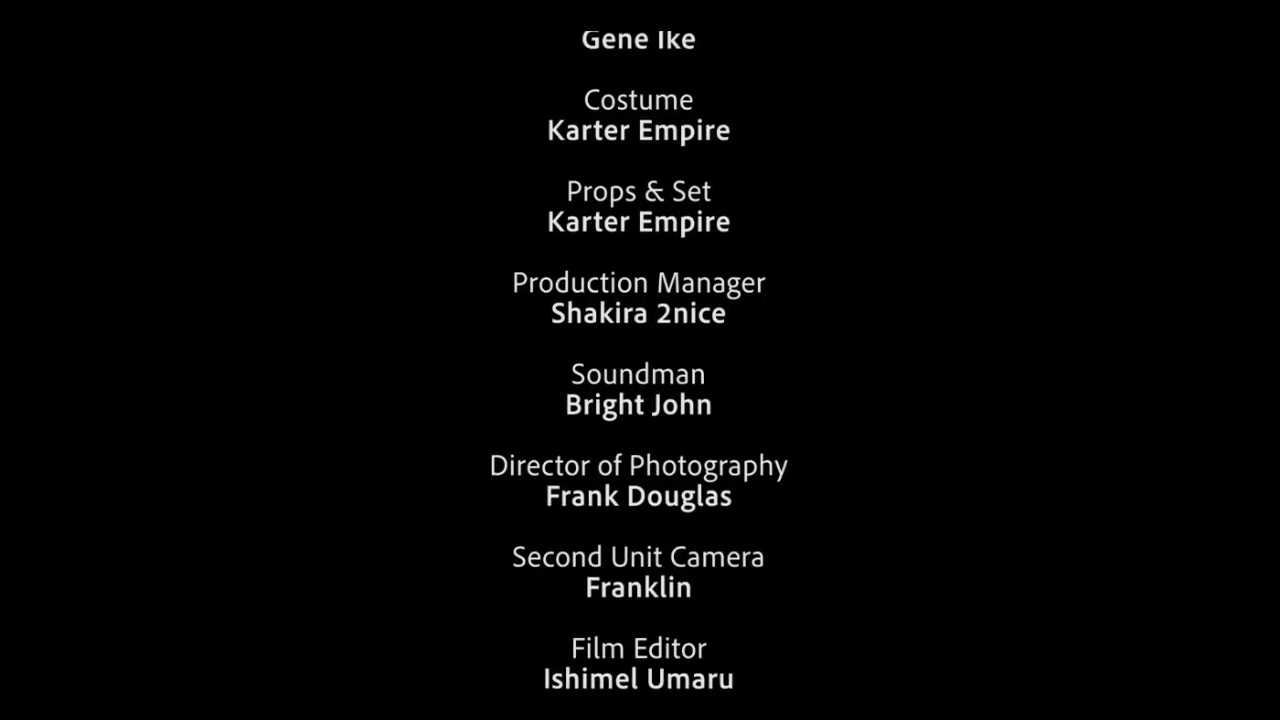 Gene Ike
Costume
Karter Empire
Props & Set
Karter Empire
Production Manager
Shakira 2nice
Soundman
Bright John
Director of Photography
Frank Douglas
Second Unit Camera
Franklin
Film Editor
Ishimel Umaru